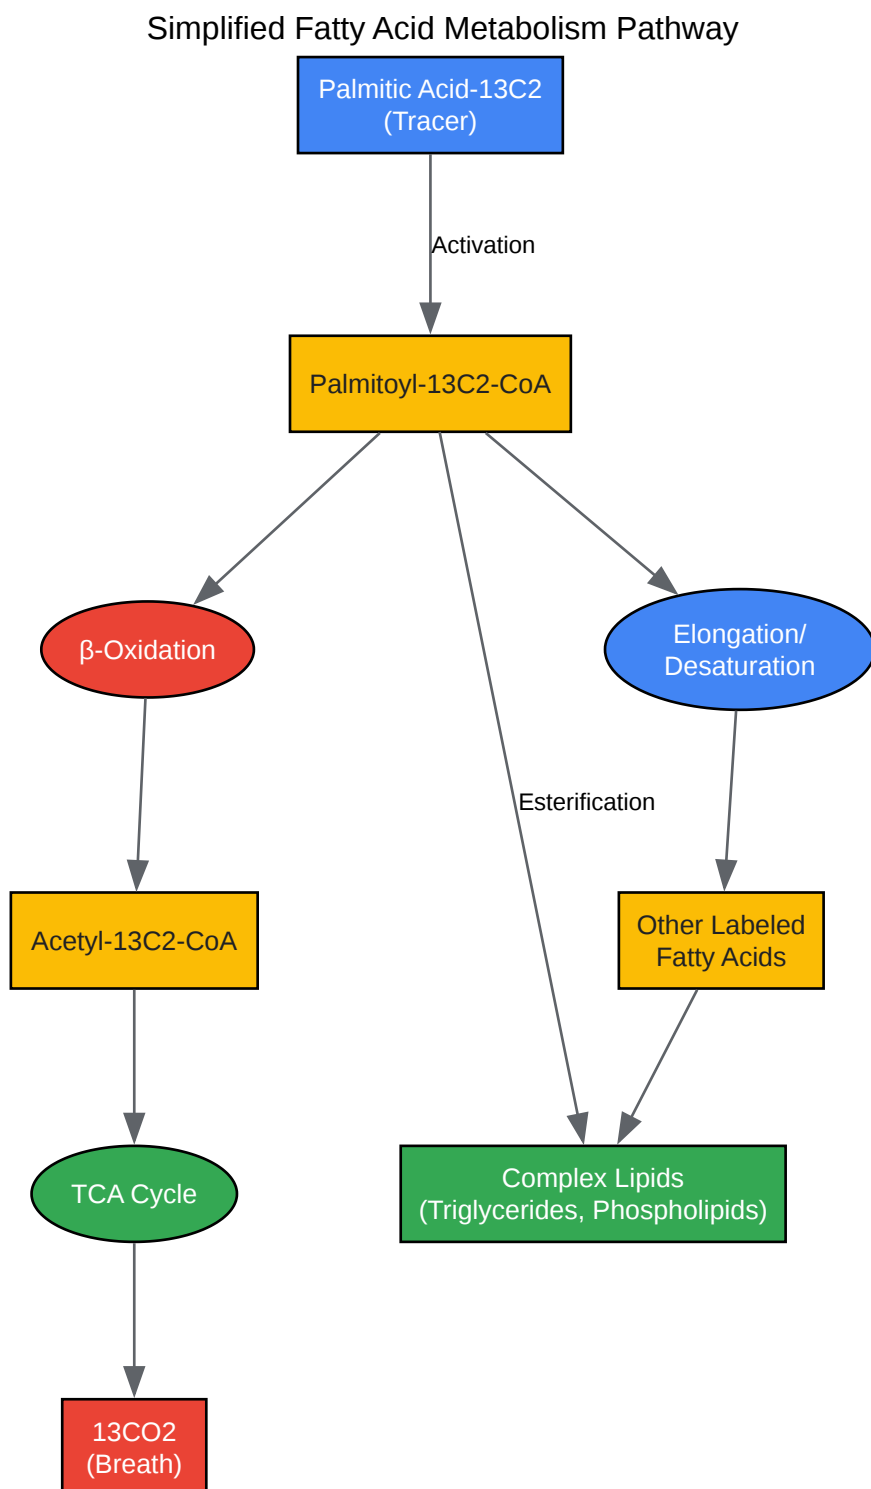 Simplified Fatty Acid Metabolism Pathway
Palmitic Acid-13C2
(Tracer)
Activation
Palmitoyl-13C2-CoA
β-Oxidation
Elongation/
Desaturation
Esterification
Acetyl-13C2-CoA
Other Labeled
Fatty Acids
TCA Cycle
Complex Lipids
(Triglycerides, Phospholipids)
13CO2
(Breath)